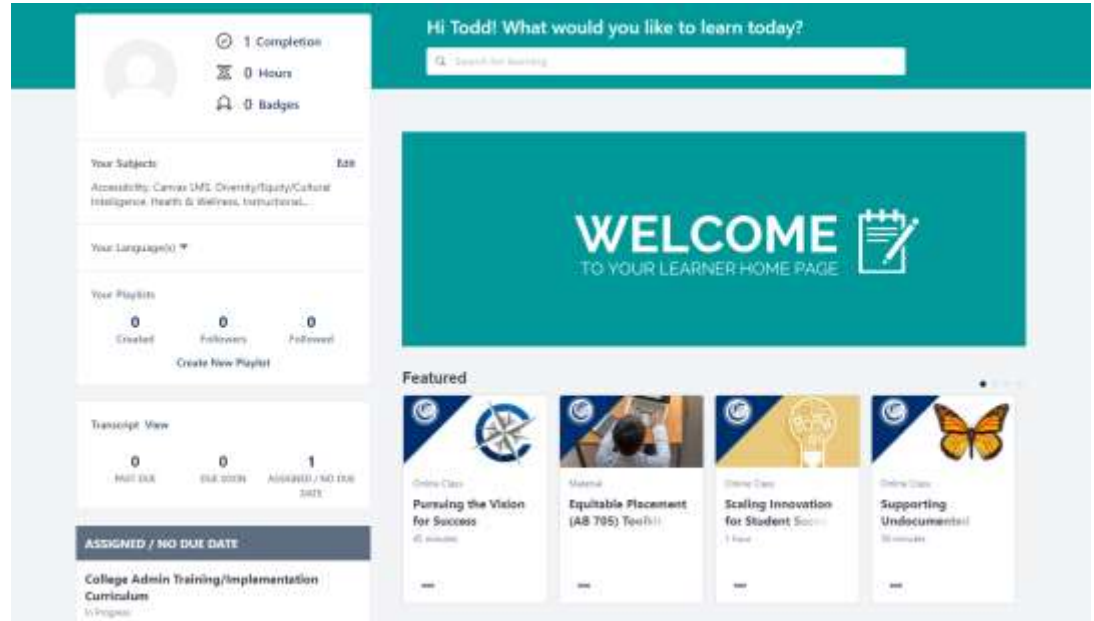 1 Completion
0 Hours
0 Badges
Your Subjects Edit
Accessibility, Canvas LMS, Diversity/Equity/Cultural
Intelligence, Health & Wellness, Instructional...
Your Language(s)
Your Playlists
0 0 0
Created Followers Followed
Create New Playlist
Transcript View
0 0 1
PAST DUE DUE SOON ASSIGNED / NO DUE
DATE
ASSIGNED / NO DUE DATE
College Admin Training/Implementation
Curriculum
In Progress
Hi Todd! What would you like to learn today?
Search for learning
WELCOME
TO YOUR LEARNER HOME PAGE
Featured
Online Class
Pursuing the Vision
for Success
45 minutes
Material
Equitable Placement
(AB 705) Toolkit
Online Class
Scaling Innovation
for Student
1 hour
Online Class
Supporting
Undocumented
minutes